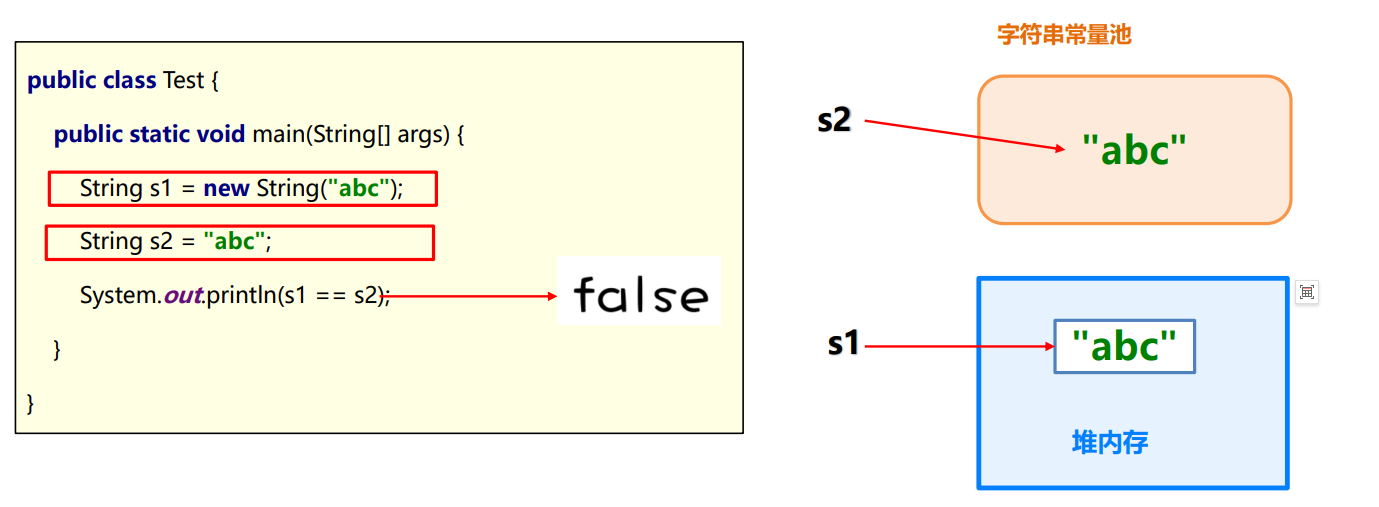 public class Test {
public static void main(String[] args) {
String s1 = new String("abc");
String s2 = "abc";
System.out.println(s1 == s2);
false
}
}
字符串常量池
s2
"abc"
s1
"abc"
堆内存